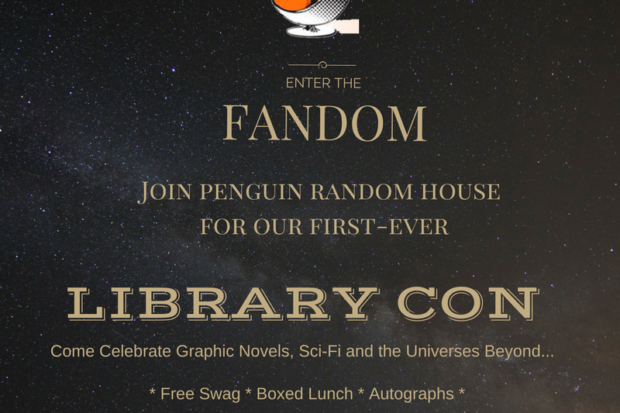 ENTER THE
FANDOM
JOIN PENGUIN RANDOM HOUSE
FOR OUR FIRST-EVER
LIBRARY CON
Come Celebrate Graphic Novels, Sci-Fi and the Universes Beyond...
* Free Swag * Boxed Lunch * Autographs *